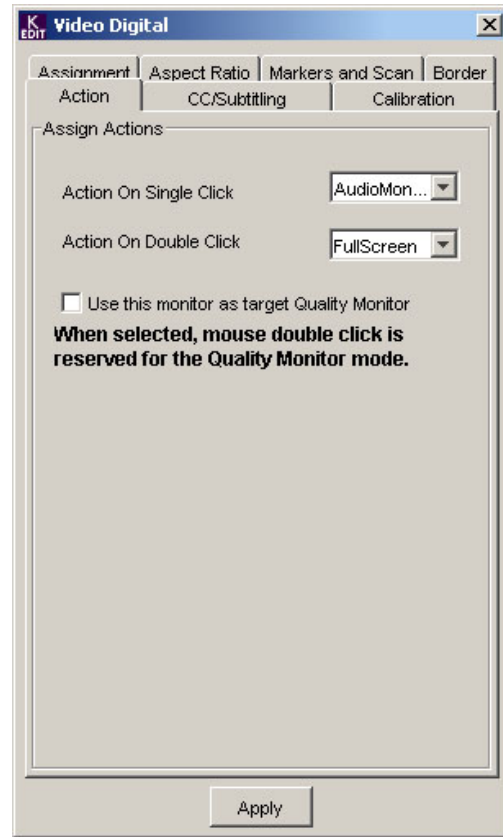 K EDIT Video Digital
Assignment Aspect Ratio Markers and Scan Border
Action CC/Subtitling Calibration
Assign Actions
Action On Single Click AudioMon...
Action On Double Click FullScreen
Use this monitor as target Quality Monitor
When selected, mouse double click is
reserved for the Quality Monitor mode.
Apply